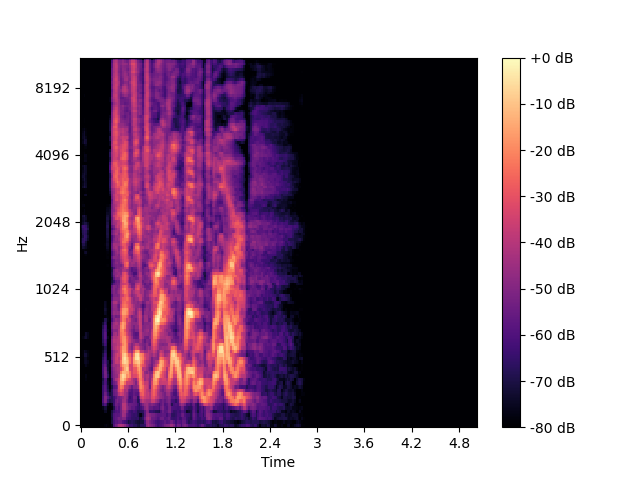 +0 dB
8192
-10 dB
4096
-20 dB
-30 dB
2048
Hz
-40 dB
1024
-50 dB
-60 dB
512
-70 dB
0
-80 dB
0 0.6 1.2 1.8 2.4 3 3.6 4.2 4.8
Time